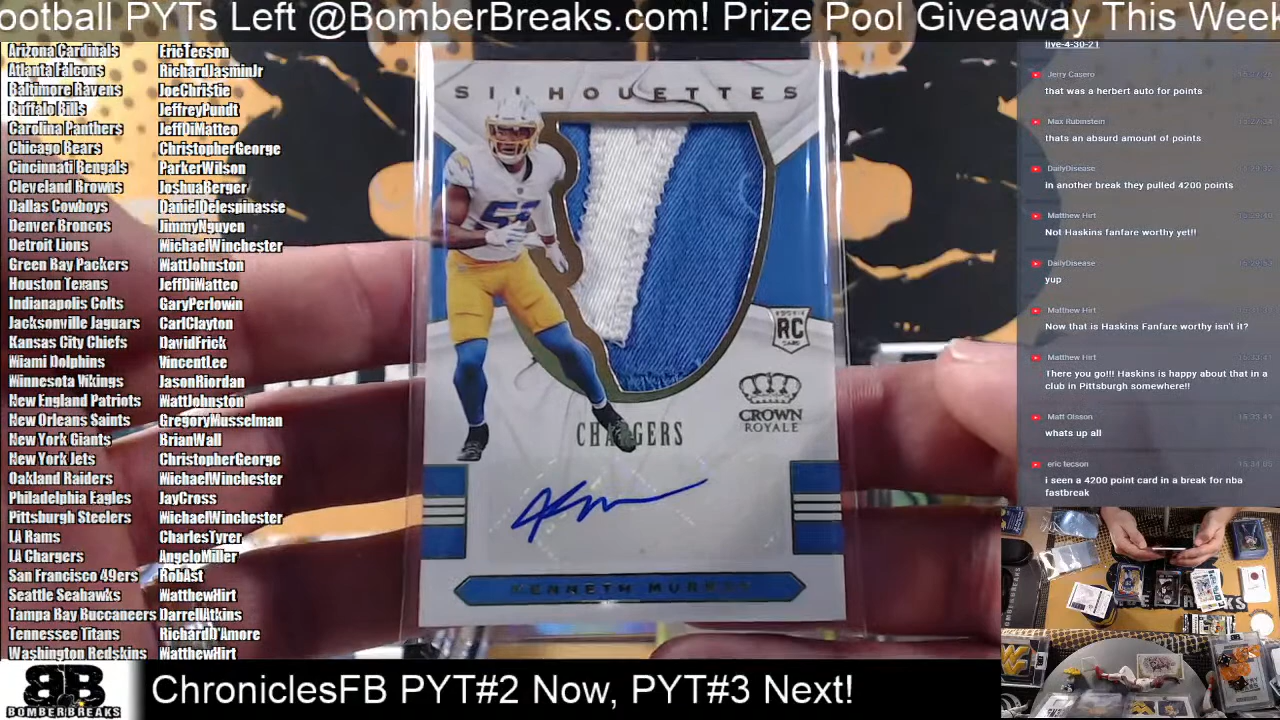 ootball PYTs Left @BomberBreaks.com! Prize Pool Giveaway This Week
Arizona Cardinals EricTecson
Atlanta Falcons RichardJasminJr
Baltimore Ravens JoeChristie
Buffalo Bills JeffreyPundt
Carolina Panthers JeffDiMatteo
Chicago Bears ChristopherGeorge
Cincinnati Bengals ParkerWilson
Cleveland Browns JoshuaBerger
Dallas Cowboys DanielDelespinasse
Denver Broncos JimmyNguyen
Detroit Lions MichaelWinchester
Green Bay Packers MattJohnston
Houston Texans JeffDiMatteo
Indianapolis Colts GaryPerlowin
Jacksonville Jaguars CarlClayton
Kansas City Chiefs DavidFrick
Miami Dolphins VincentLee
Minnesota Vikings JasonRiordan
New England Patriots MattJohnston
New Orleans Saints GregoryMusselman
New York Giants BrianWall
New York Jets ChristopherGeorge
Oakland Raiders MichaelWinchester
Philadelphia Eagles JayCross
Pittsburgh Steelers MichaelWinchester
LA Rams CharlesTyrer
LA Chargers AngeloMiller
San Francisco 49ers RobAst
Seattle Seahawks MatthewHirt
Tampa Bay Buccaneers DarrellAtkins
Tennessee Titans RichardD'Amore
Washington Redskins MatthewHirt
SILHOUETTES
RC
CROWN
ROYALE
CHARGERS
KENNETH MURRAY
live-4-30-21
Jerry Casero
that was a herbert auto for points
Max Rubinstein
thats an absurd amount of points
DailyDisease
in another break they pulled 4200 points
Matthew Hirt
Not Haskins fanfare worthy yet!!
DailyDisease
yup
Matthew Hirt
Now that is Haskins Fanfare worthy isn't it?
Matthew Hirt
There you go!!! Haskins is happy about that in a
club in Pittsburgh somewhere!!
Matt Olsson
whats up all
eric tecson
i seen a 4200 point card in a break for nba
fastbreak
BB
BOMBERBREAKS
ChroniclesFB PYT#2 Now, PYT#3 Next!